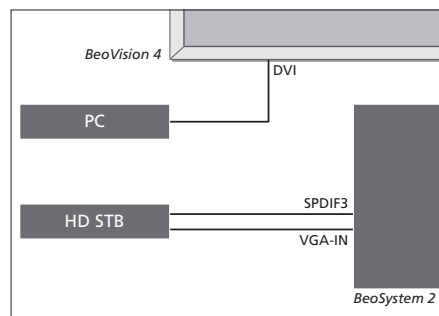 BeoVision 4
DVI
PC
SPDIF3
HD STB
VGA-IN
BeoSystem 2